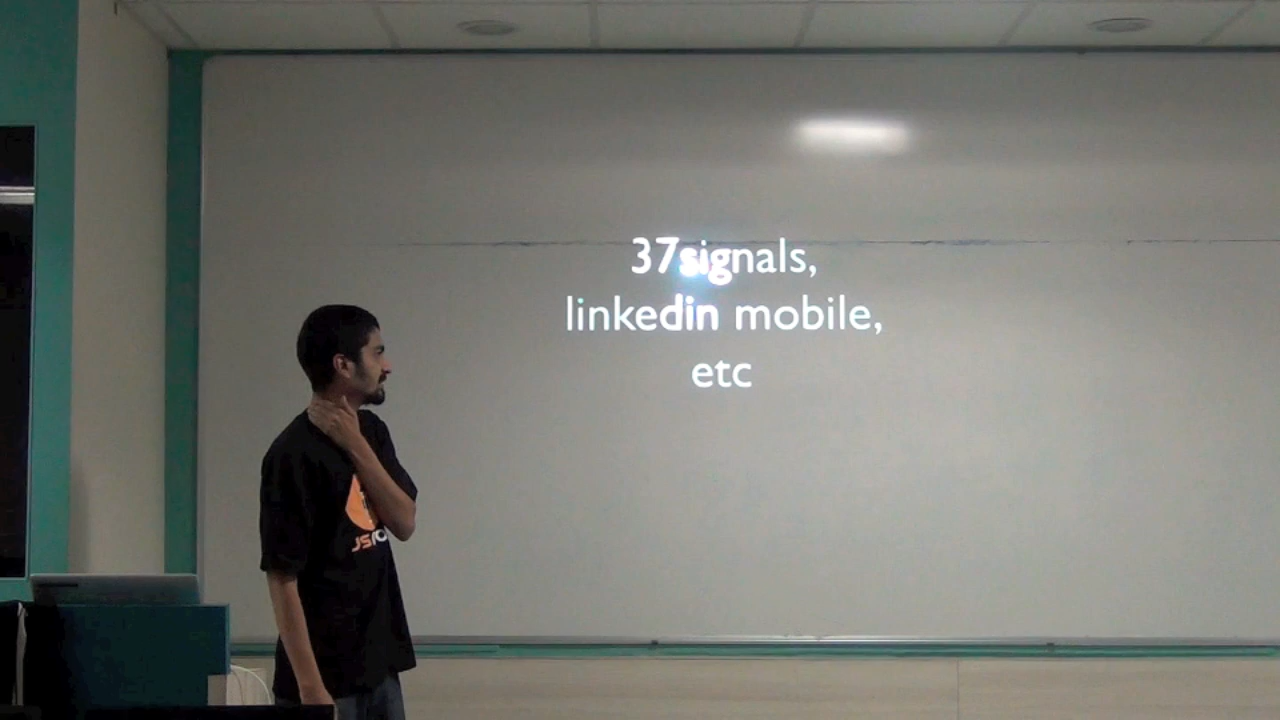 37signals,
linkedin mobile,
etc